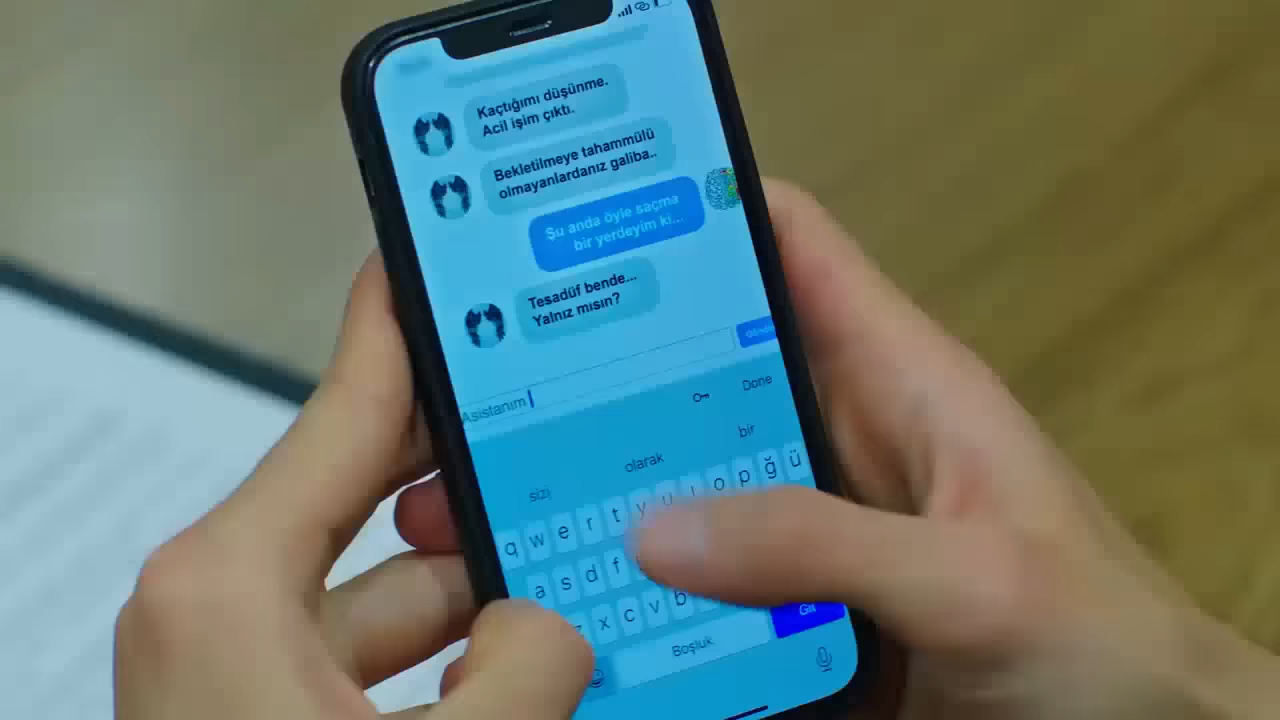 Kaçtığımı düşünme.
Acil işim çıktı.
Bekletilmeye tahammülü
olmayanlardanız galiba..
Şu anda öyle saçma
bir yerdeyim ki...
Tesadüf bende...
Yalnız mısın?
Asistanım
Done
sizi olarak bir
q w e r t y u ı o p ğ ü
a s d f
z x c v b
Boşluk Git